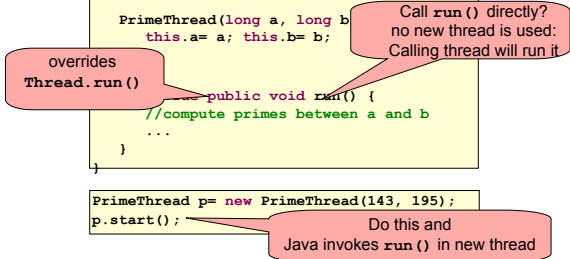 PrimeThread(long a, long b
this.a= a; this.b= b;
Call run() directly?
no new thread is used:
Calling thread will run it
overrides
Thread.run()
public void run() {
//compute primes between a and b
...
}
}
PrimeThread p= new PrimeThread(143, 195);
p.start();
Do this and
Java invokes run() in new thread